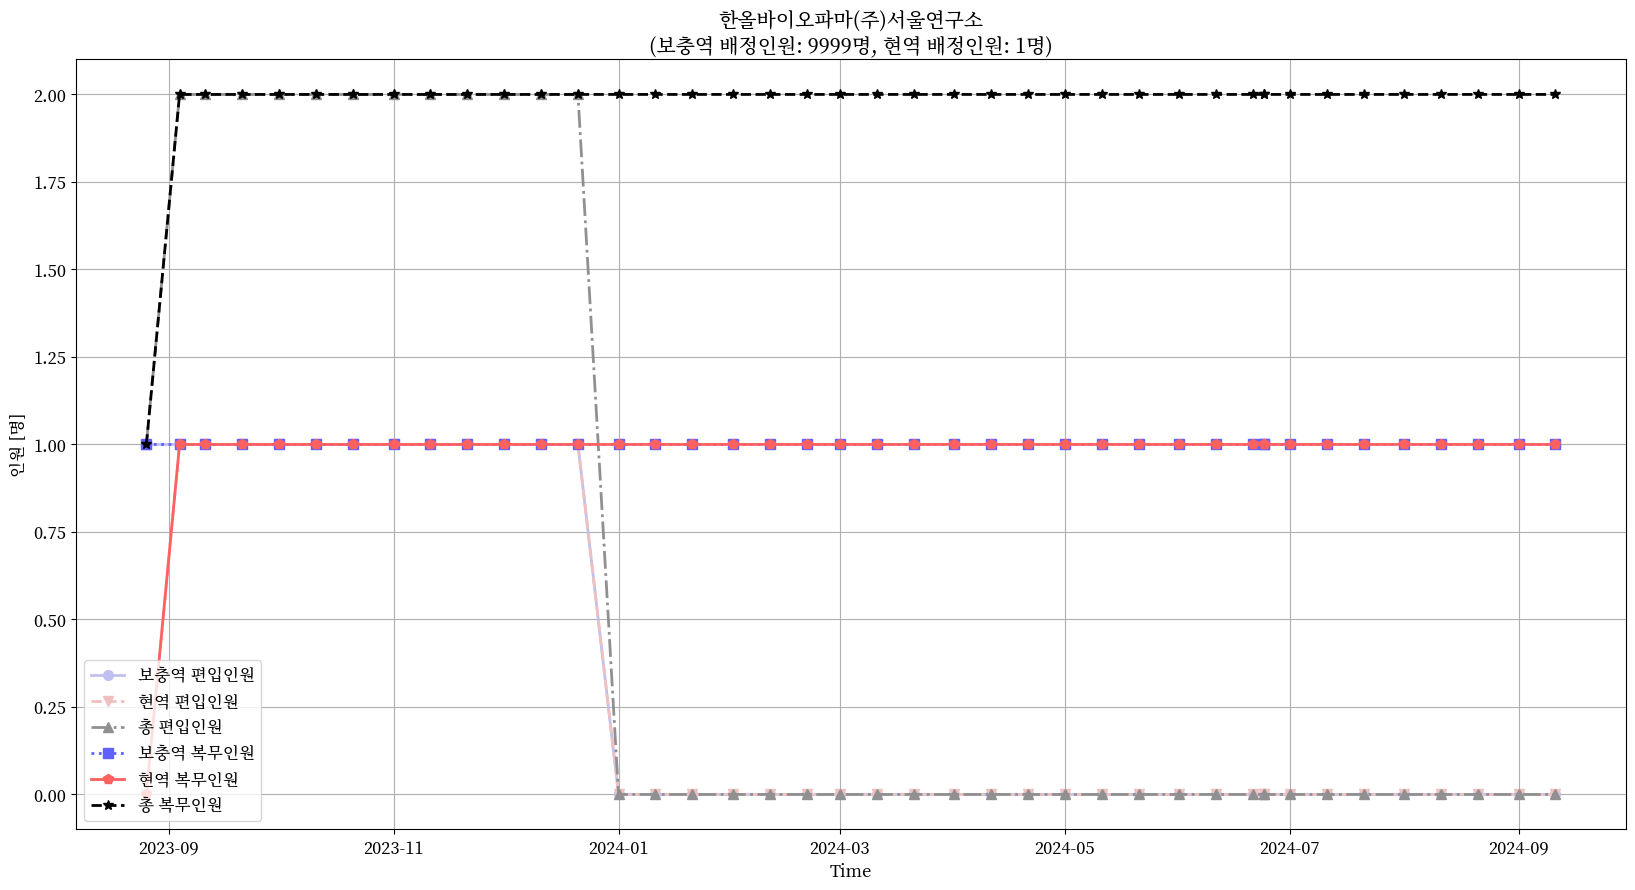 한올바이오파마(주)서울연구소
(보충역 배정인원: 9999명, 현역 배정인원: 1명)
2.00
1.75
1.50
1.25
1.00
0.75
0.50
0.25
0.00
인원 [명]
보충역 편입인원
현역 편입인원
총 편입인원
보충역 복무인원
현역 복무인원
총 복무인원
2023-09
2023-11
2024-01
2024-03
2024-05
2024-07
2024-09
Time